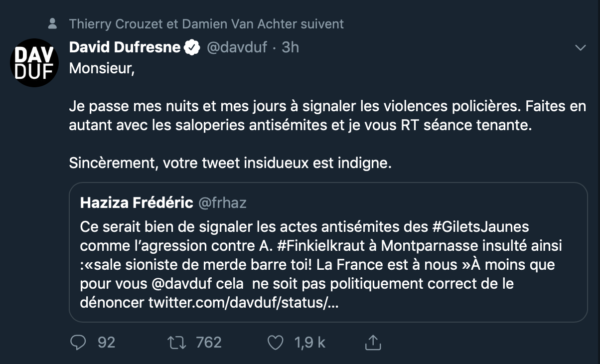 Thierry Crouzet et Damien Van Achter suivent
DAV
DUF
David Dufresne @davduf · 3h
Monsieur,
Je passe mes nuits et mes jours à signaler les violences policières. Faites en
autant avec les saloperies antisémites et je vous RT séance tenante.
Sincèrement, votre tweet insidueux est indigne.
Haziza Frédéric @frhaz
Ce serait bien de signaler les actes antisémites des #GiletsJaunes
comme l'agression contre A. #Finkielkraut à Montparnasse insulté ainsi
:«sale sioniste de merde barre toi! La France est à nous »À moins que
pour vous @davduf cela  ne soit pas politiquement correct de le
dénoncer twitter.com/davduf/status/...
92 762 1,9 k